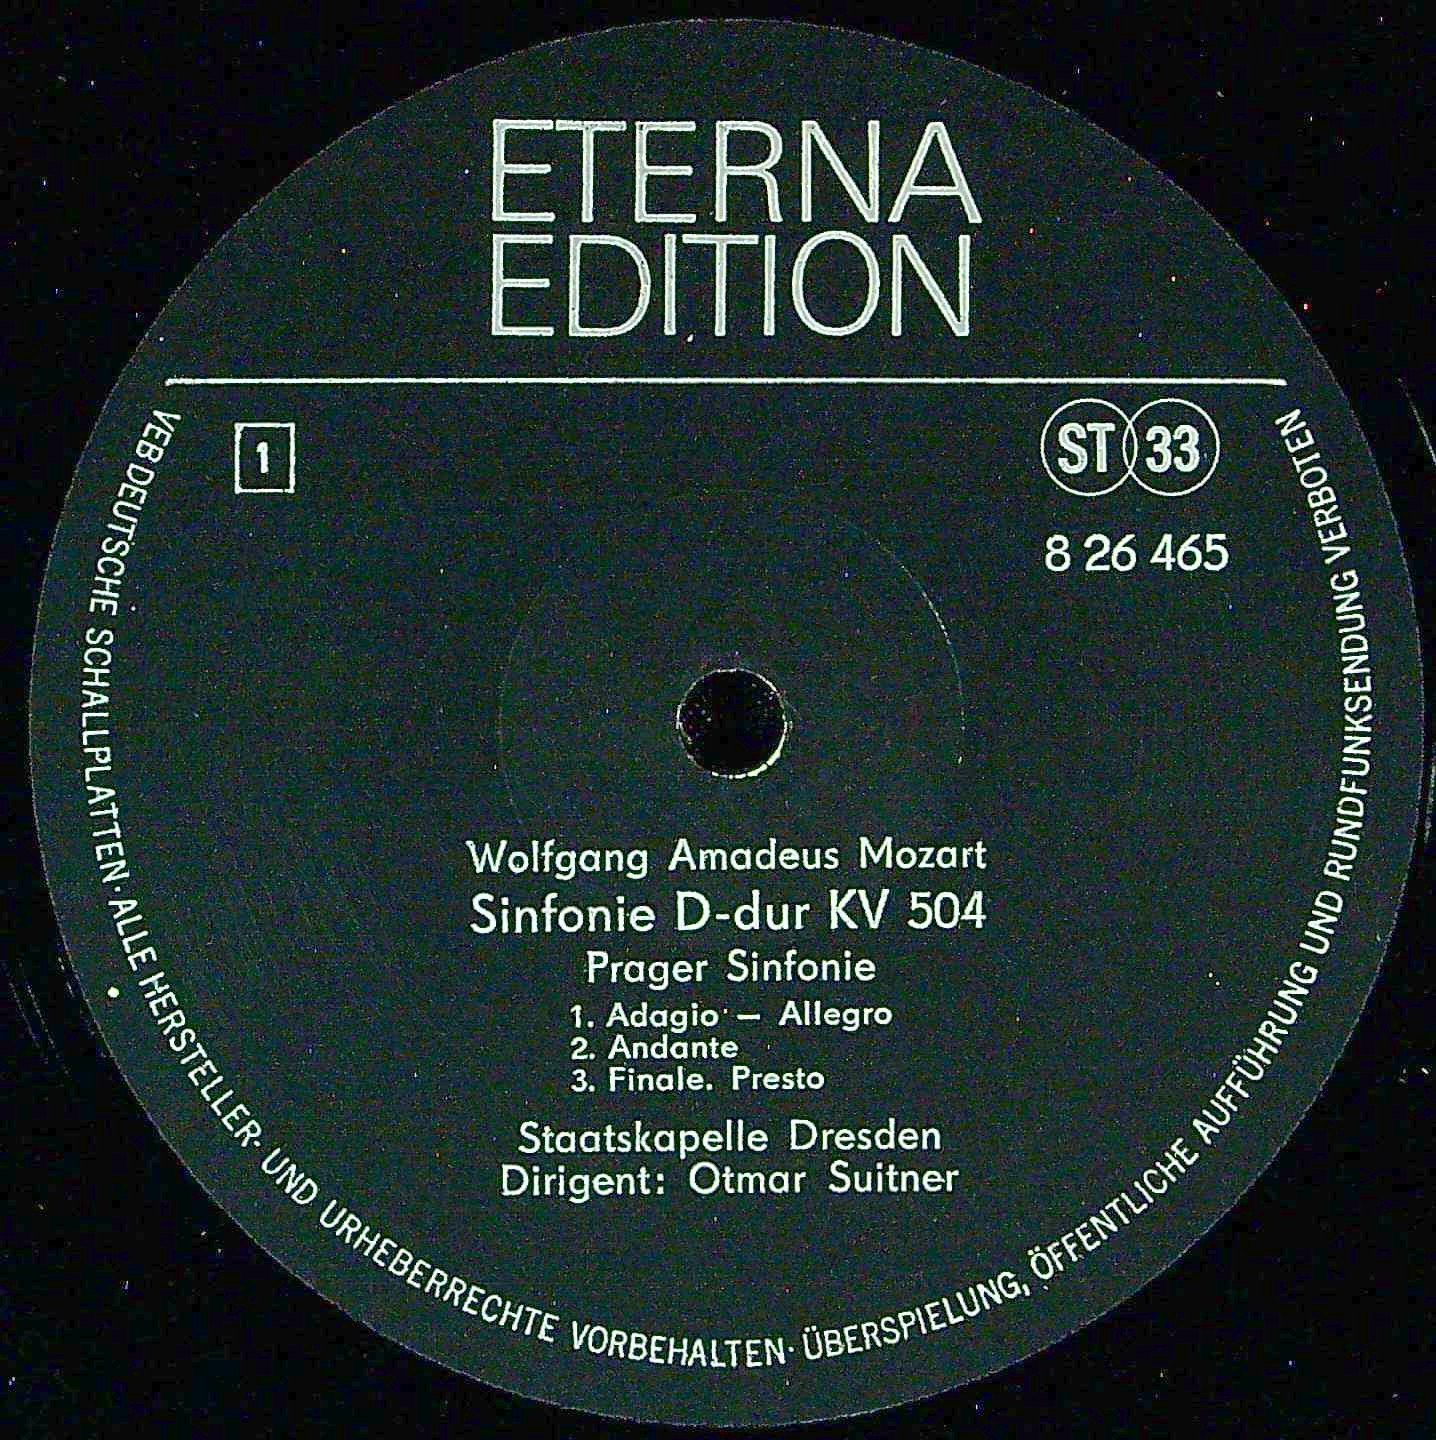 ETERNA
EDITION
1
ST 33
8 26 465
Wolfgang Amadeus Mozart
Sinfonie D-dur KV 504
Prager Sinfonie
1. Adagio – Allegro
2. Andante
3. Finale. Presto
Staatskapelle Dresden
Dirigent: Otmar Suitner
VEB DEUTSCHE SCHALLPLATTEN · ALLE HERSTELLER- UND URHEBERRECHTE VORBEHALTEN · ÜBERSPIELUNG, ÖFFENTLICHE AUFFÜHRUNG UND RUNDFUNKSENDUNG VERBOTEN